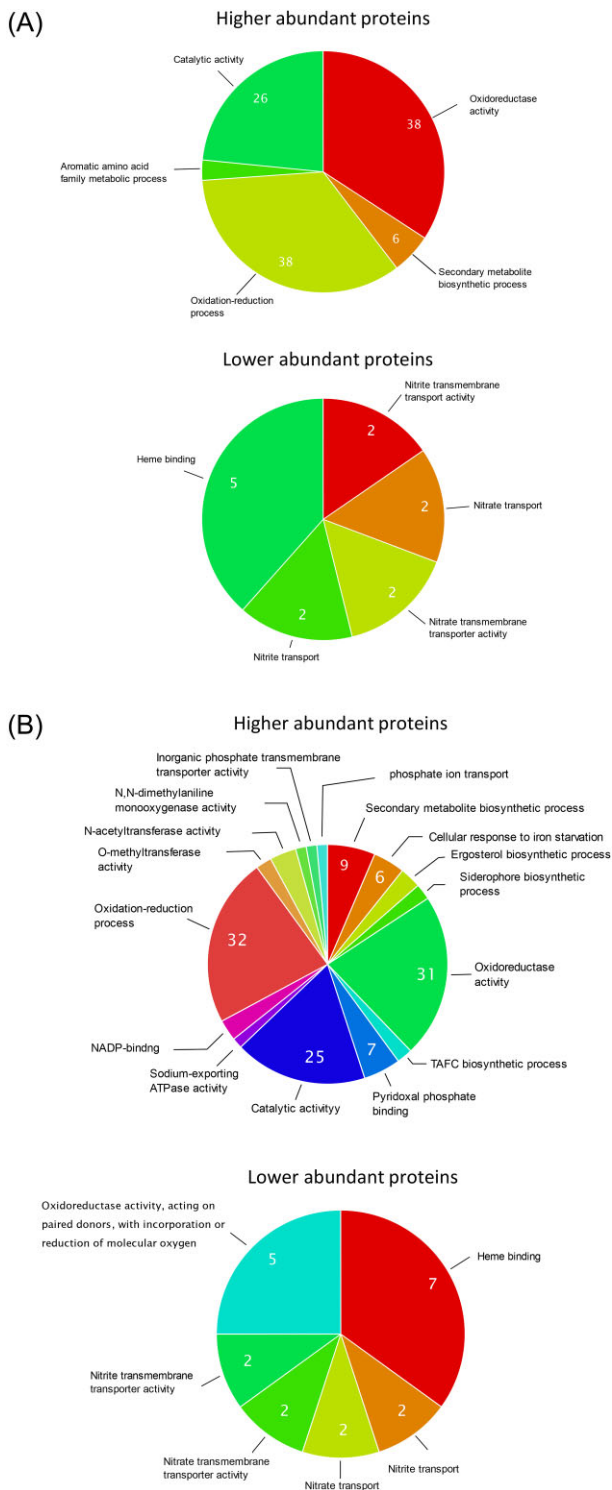 (A)
Higher abundant proteins
Catalytic activity
26
38
Oxidoreductase
activity
Aromatic amino acid
family metabolic process
6
Secondary metabolite
biosynthetic process
38
Oxidation-reduction
process
Lower abundant proteins
Nitrite transmembrane
transport activity
2
Heme binding
5
2
Nitrate transport
2
Nitrate transmembrane
transporter activity
2
Nitrite transport
(B)
Higher abundant proteins
Inorganic phosphate transmembrane
transporter activity
phosphate ion transport
N,N-dimethylaniline
monooxygenase activity
Secondary metabolite biosynthetic process
N-acetyltransferase activity
Cellular response to iron starvation
O-methyltransferase
activity
Ergosterol biosynthetic process
9
6
Siderophore biosynthetic
process
Oxidation-reduction
process
32
31
Oxidoreductase
activity
NADP-bindng
TAFC biosynthetic process
Sodium-exporting
ATPase activity
25
7
Pyridoxal phosphate
binding
Catalytic activityy
Lower abundant proteins
Oxidoreductase activity, acting on
paired donors, with incorporation or
reduction of molecular oxygen
5
7
Heme binding
Nitrite transmembrane
transporter activity
2
2
2
2
Nitrite transport
Nitrate transmembrane
transporter activity
Nitrate transport